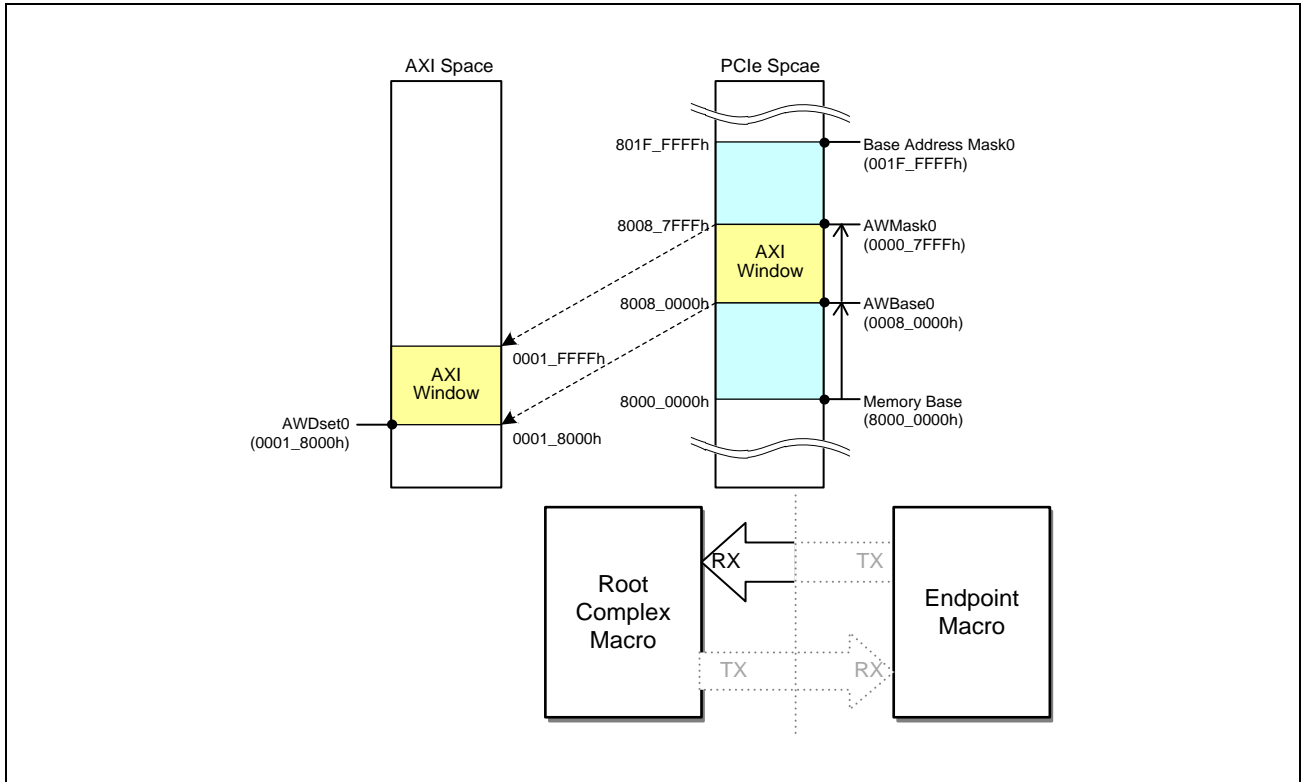 AXI Space
PCIe Spcae
801F_FFFFh
Base Address Mask0
(001F_FFFFh)
8008_7FFFh
AWMask0
(0000_7FFFh)
AXI
Window
8008_0000h
AWBase0
(0008_0000h)
0001_FFFFh
AXI
Window
8000_0000h
Memory Base
(8000_0000h)
AWDset0
(0001_8000h)
0001_8000h
RX
TX
Root
Complex
Macro
Endpoint
Macro
TX
RX